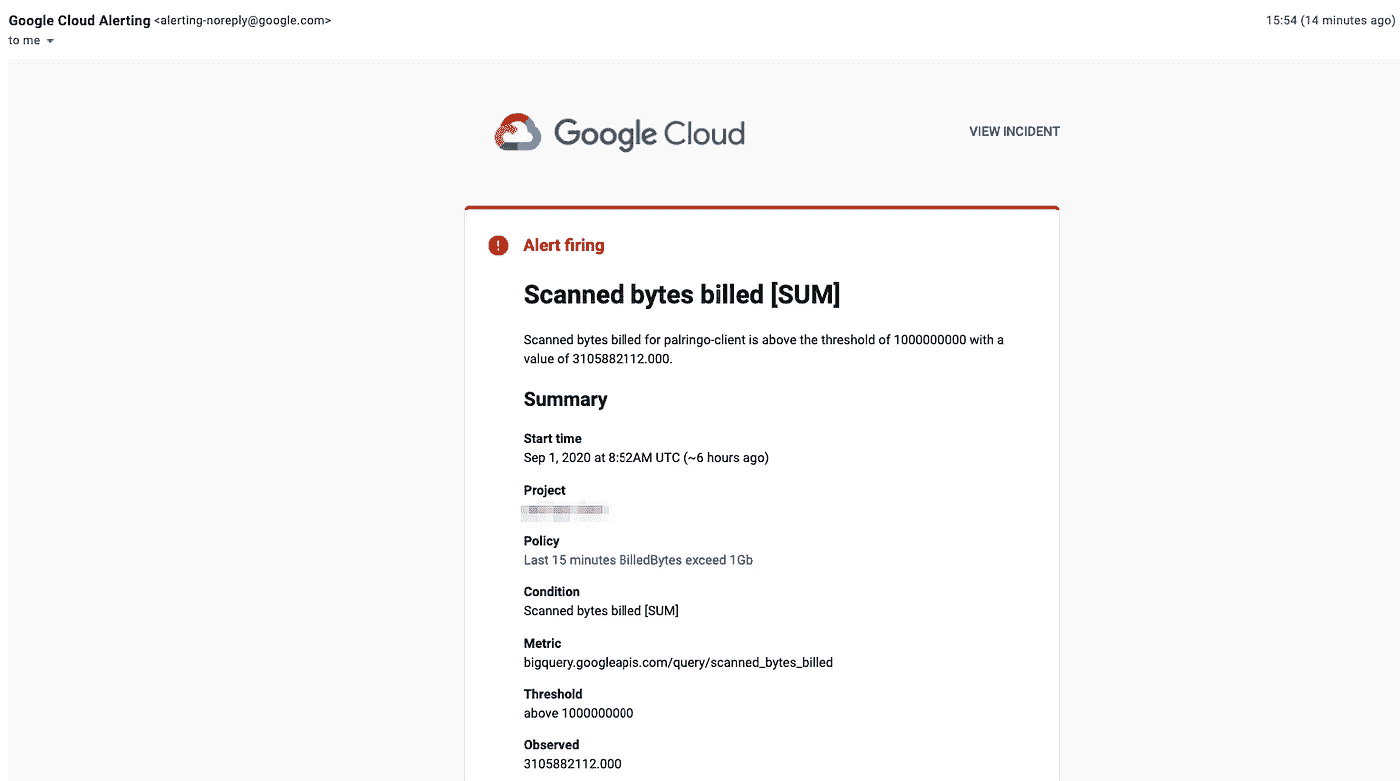 Google Cloud Alerting <alerting-noreply@google.com>
15:54 (14 minutes ago)
to me
Google Cloud
VIEW INCIDENT
Alert firing
Scanned bytes billed [SUM]
Scanned bytes billed for palringo-client is above the threshold of 1000000000 with a
value of 3105882112.000.
Summary
Start time
Sep 1, 2020 at 8:52AM UTC (~6 hours ago)
Project
Policy
Last 15 minutes BilledBytes exceed 1Gb
Condition
Scanned bytes billed [SUM]
Metric
bigquery.googleapis.com/query/scanned_bytes_billed
Threshold
above 1000000000
Observed
3105882112.000